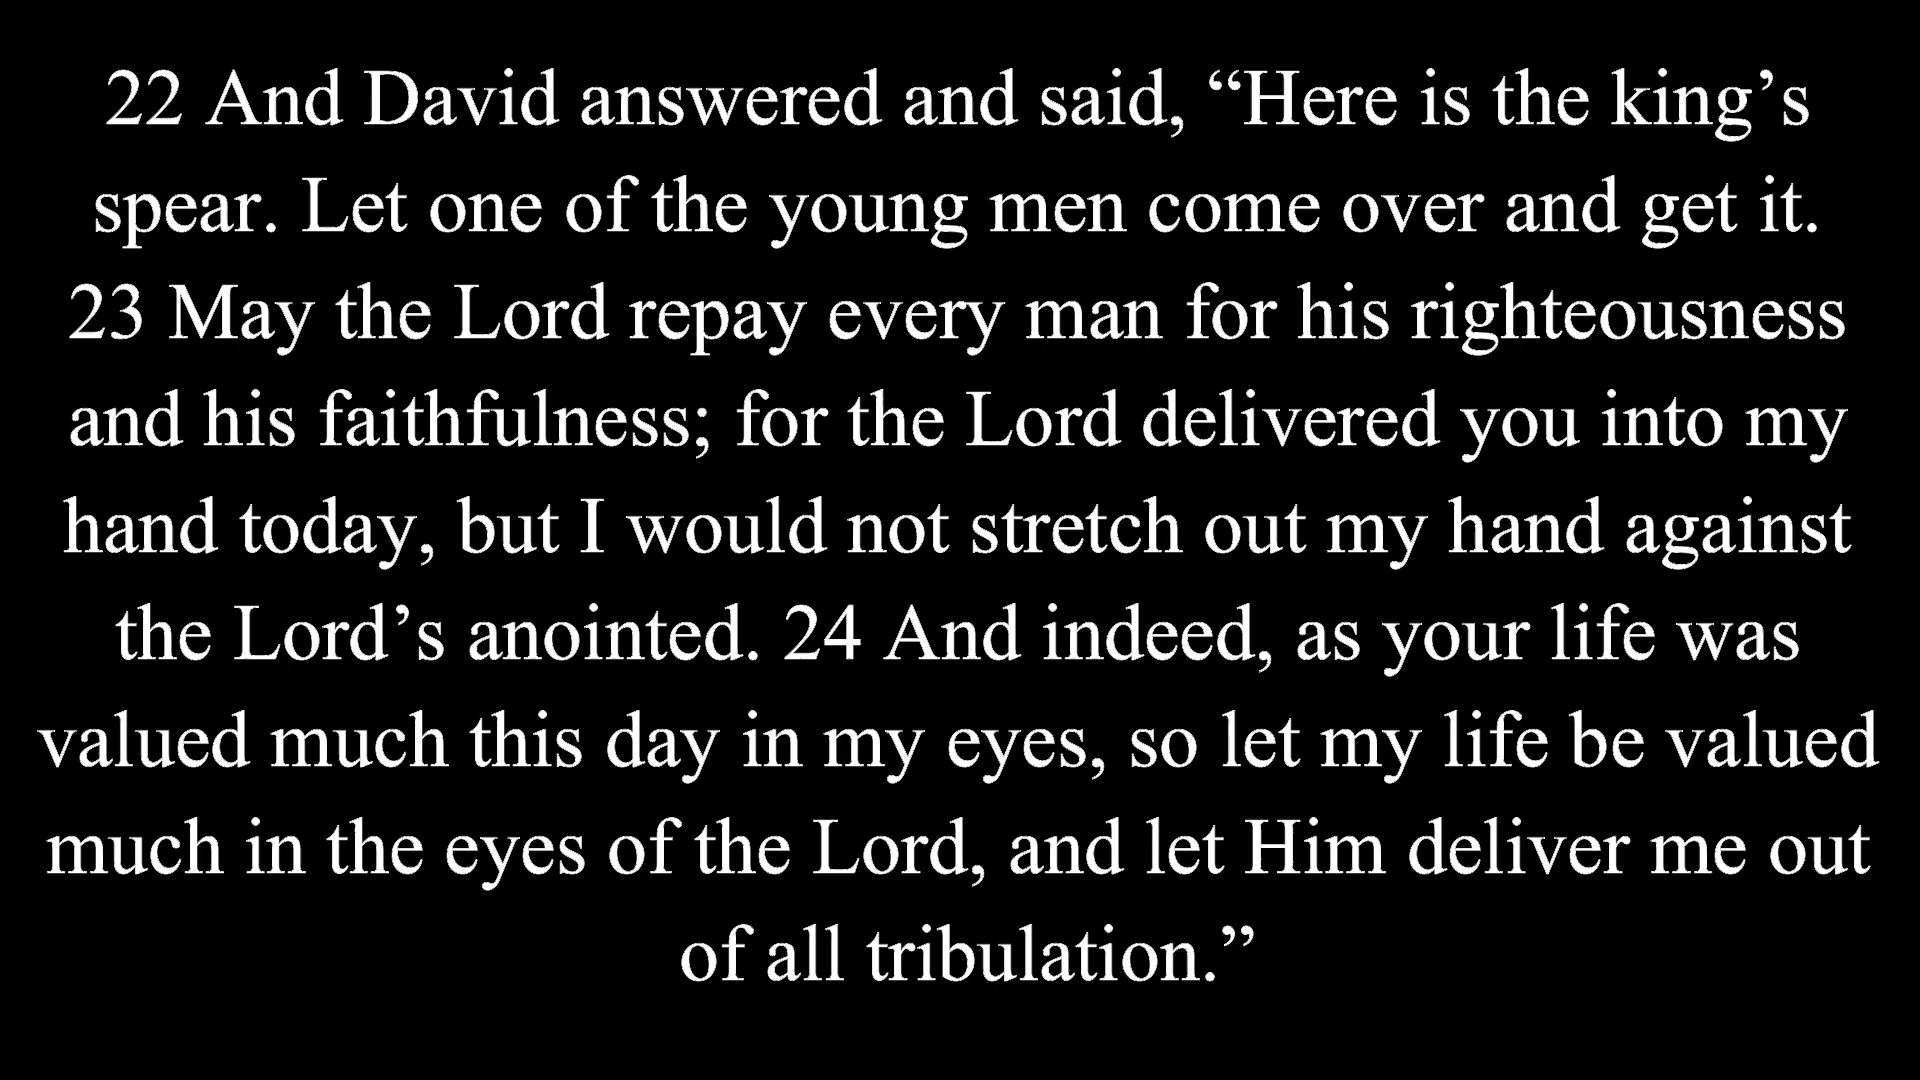 22 And David answered and said, “Here is the king’s
spear. Let one of the young men come over and get it.
23 May the Lord repay every man for his righteousness
and his faithfulness; for the Lord delivered you into my
hand today, but I would not stretch out my hand against
the Lord’s anointed. 24 And indeed, as your life was
valued much this day in my eyes, so let my life be valued
much in the eyes of the Lord, and let Him deliver me out
of all tribulation.”